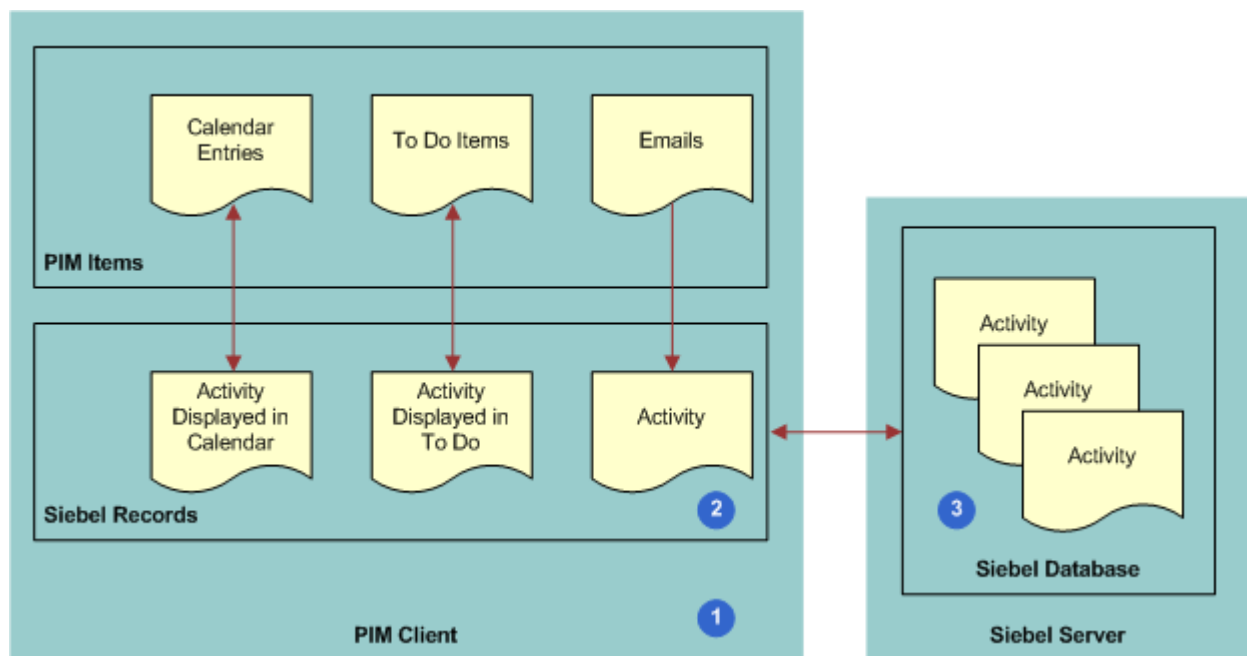 Calendar
Entries
To Do Items
Emails
PIM Items
Activity
Displayed in
Calendar
Activity
Displayed in
To Do
Activity
Siebel Records
2
1
PIM Client
Activity
Activity
Activity
3
Siebel Database
Siebel Server